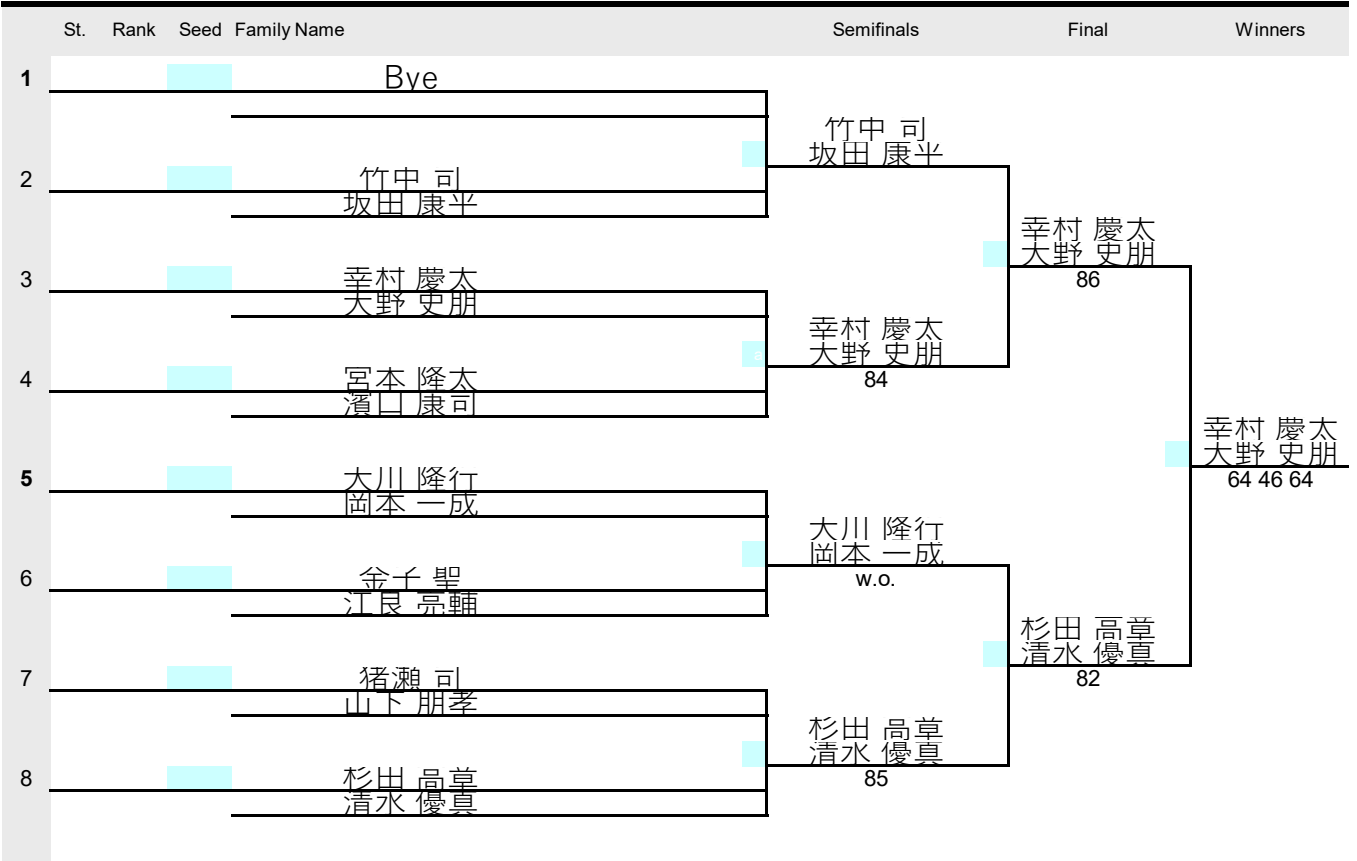 St. Rank Seed Family Name Semifinals Final Winners
1 Bye
竹中 司
坂田 康平
2 竹中 司
坂田 康平
幸村 慶太
大野 史朋
86
3 幸村 慶太
大野 史朋
幸村 慶太
大野 史朋
84
4 宮本 隆太
濱口 康司
幸村 慶太
大野 史朋
64 46 64
5 大川 隆行
岡本 一成
大川 隆行
岡本 一成
w.o.
6 金子 聖
江良 亮輔
杉田 高章
清水 優真
82
7 猪瀬 司
山下 朋孝
杉田 高章
清水 優真
85
8 杉田 高章
清水 優真